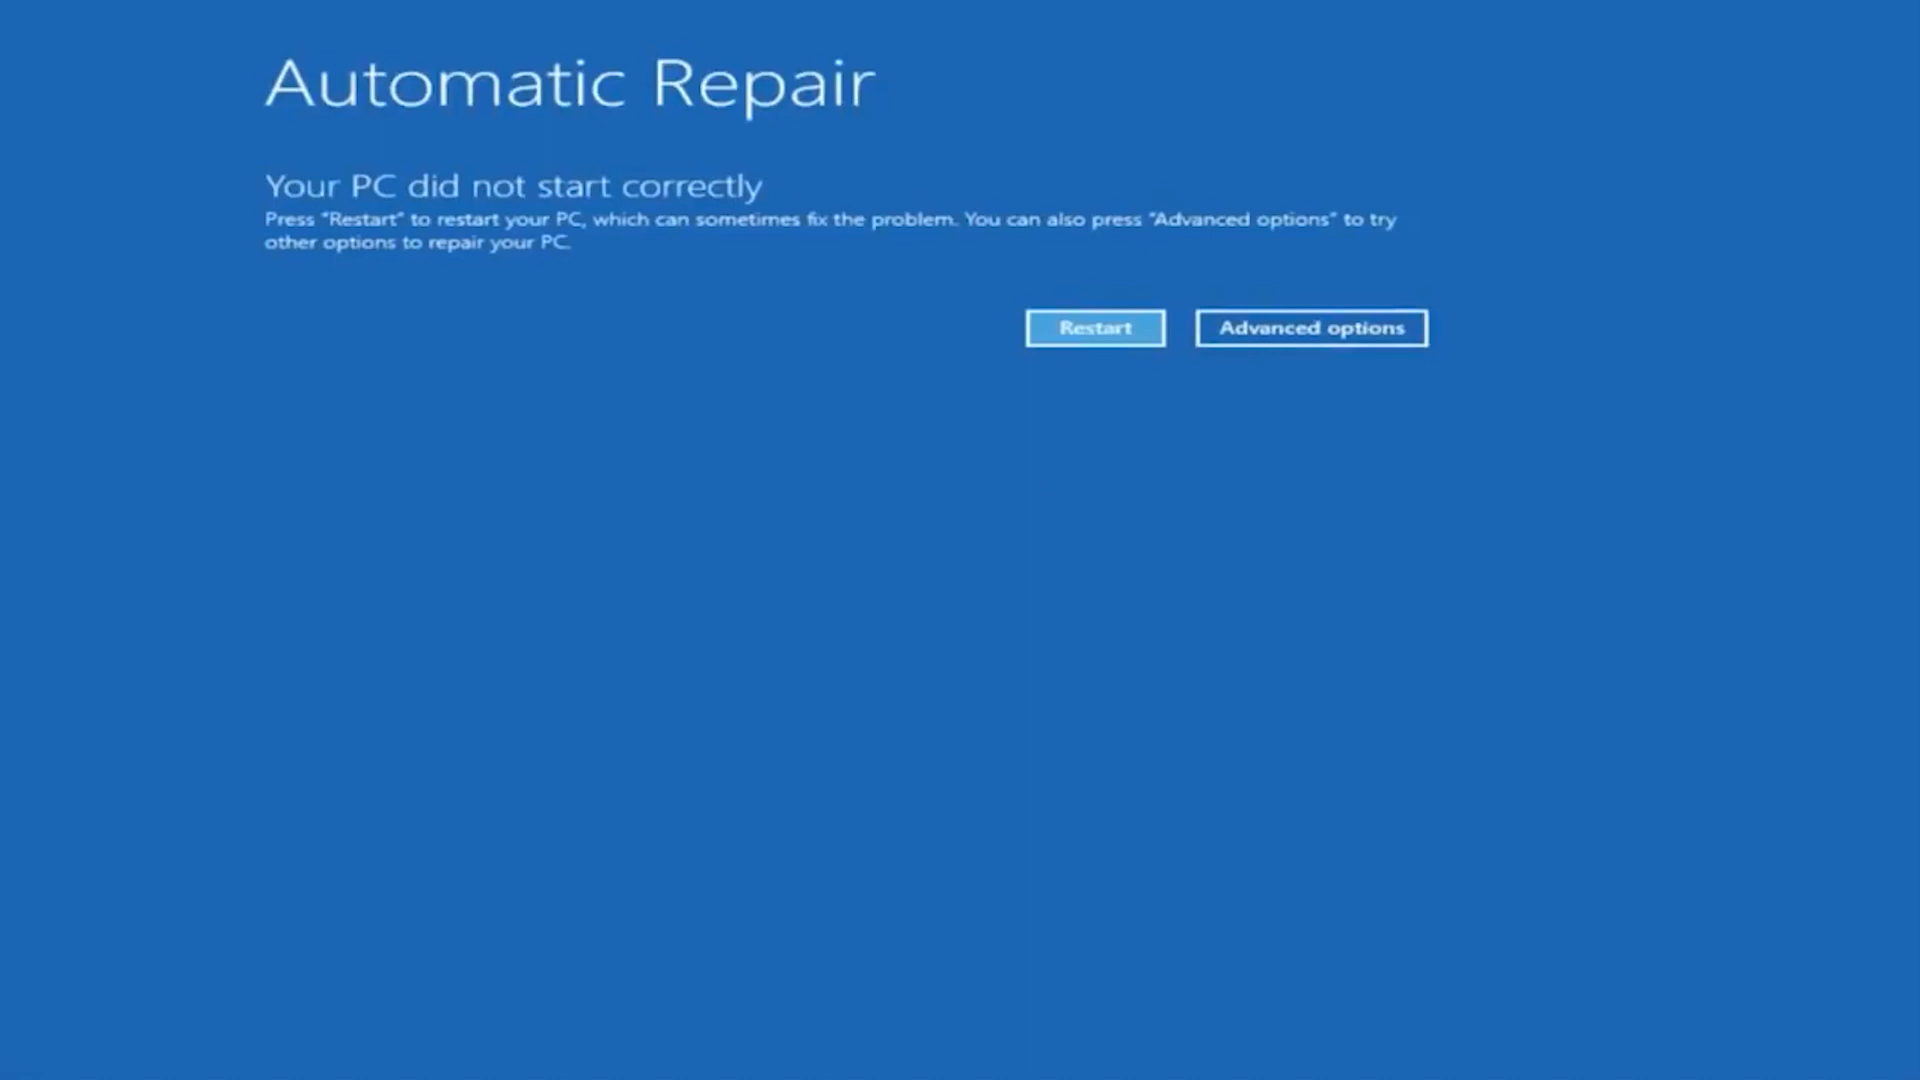 Automatic Repair
Your PC did not start correctly
Press "Restart" to restart your PC, which can sometimes fix the problem. You can also press "Advanced options" to try
other options to repair your PC.
Restart
Advanced options